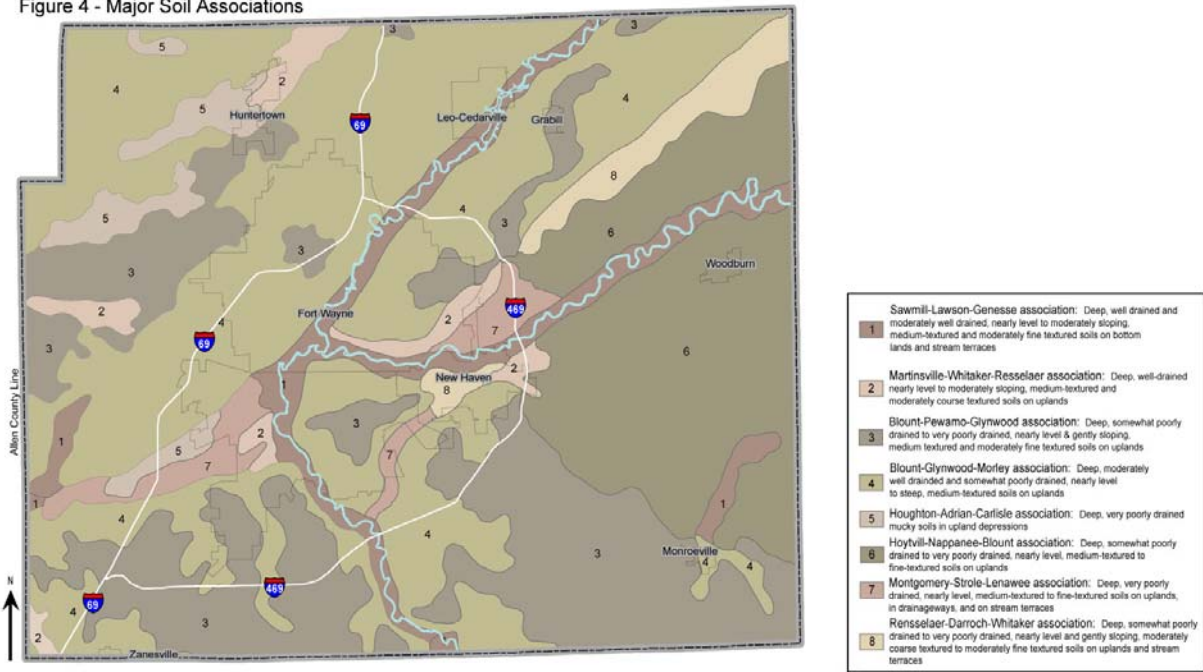 Figure 4 - Major Soil Associations
3
5
4
2
5
Huntertown
69
Leo-Cedarville
Grabill
4
8
5
3
3
4
3
6
Woodburn
2
Fort Wayne
469
2
7
4
69
3
6
2
New Haven
8
1
3
1
5
2
7
7
1
4
4
3
1
Monroeville
4
4
469
69
4
3
2
Zanesville
Allen County Line
N
1 Sawmill-Lawson-Genesse association: Deep, well drained and
moderately well drained, nearly level to moderately sloping,
medium-textured and moderately fine textured soils on bottom
lands and stream terraces
2 Martinsville-Whitaker-Resselaer association: Deep, well-drained
nearly level to moderately sloping, medium-textured and
moderately course textured soils on uplands
3 Blount-Pewamo-Glynwood association: Deep, somewhat poorly
drained to very poorly drained, nearly level & gently sloping,
medium textured and moderately fine textured soils on uplands
4 Blount-Glynwood-Morley association: Deep, moderately
well drainded and somewhat poorly drained, nearly level
to steep, medium-textured soils on uplands
5 Houghton-Adrian-Carlisle association: Deep, very poorly drained
mucky soils in upland depressions
6 Hoytvill-Nappanee-Blount association: Deep, somewhat poorly
drained to very poorly drained, nearly level, medium-textured to
fine-textured soils on uplands
7 Montgomery-Strole-Lenawee association: Deep, very poorly
drained, nearly level, medium-textured to fine-textured soils on uplands,
in drainageways, and on stream terraces
8 Rensselaer-Darroch-Whitaker association: Deep, somewhat poorly
drained to very poorly drained, nearly level and gently sloping, moderately
coarse textured to moderately fine textured soils on uplands and stream
terraces